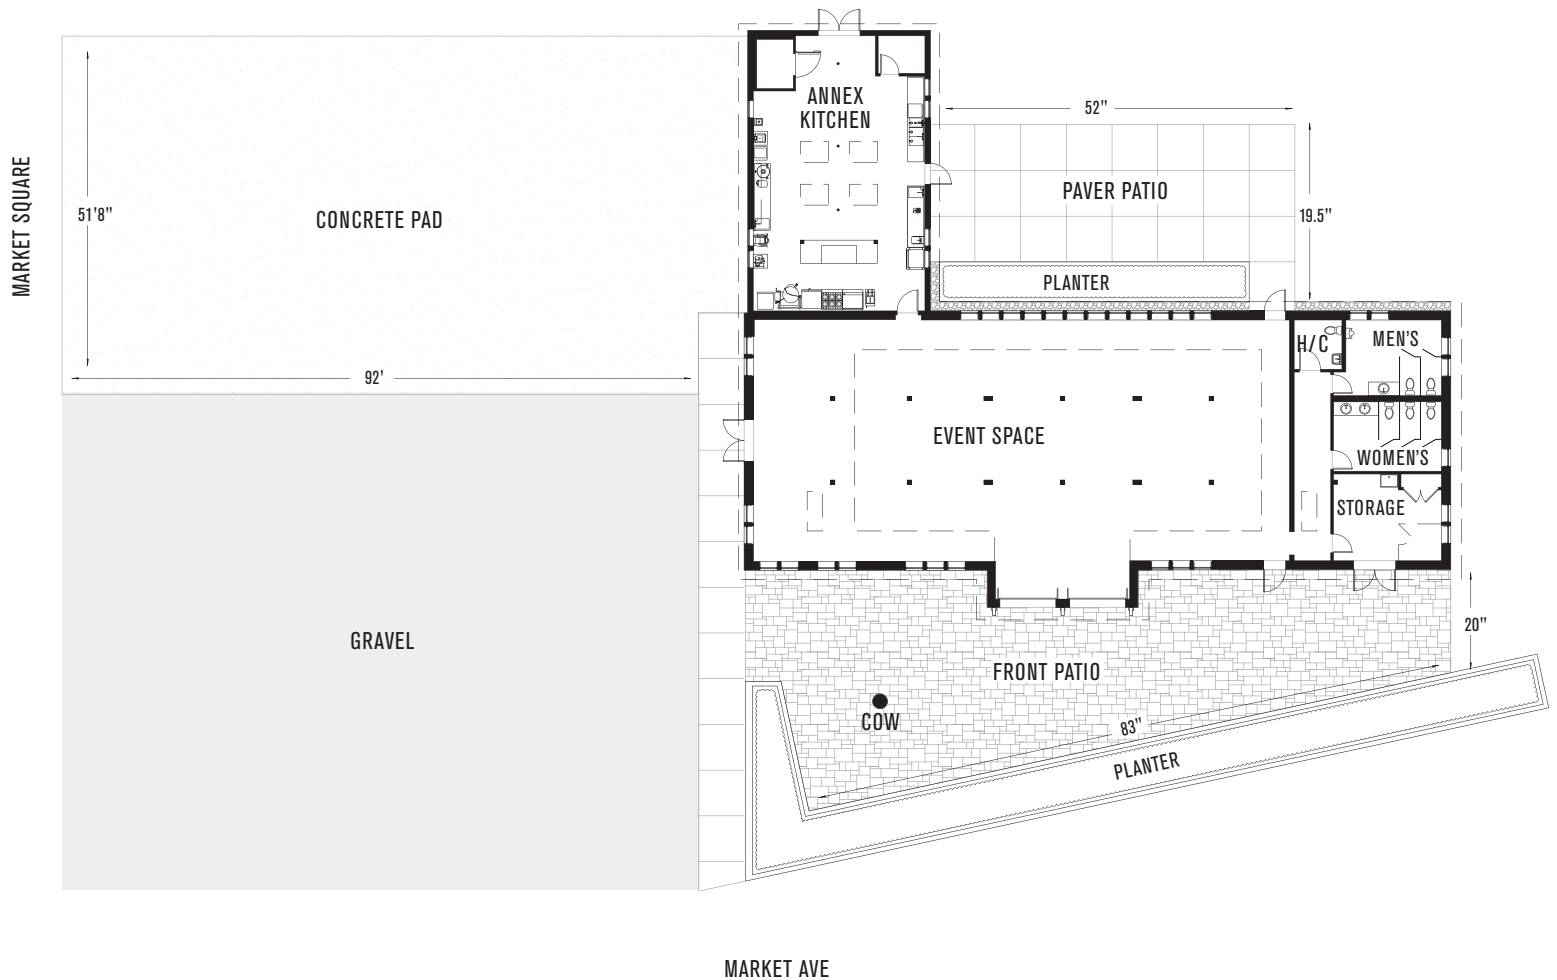 ANNEX
KITCHEN
52"
MARKET SQUARE
51'8"
CONCRETE PAD
PAVER PATIO
19.5"
PLANTER
92'
H/C
MEN'S
EVENT SPACE
WOMEN'S
STORAGE
GRAVEL
20"
FRONT PATIO
COW
83"
PLANTER
MARKET AVE